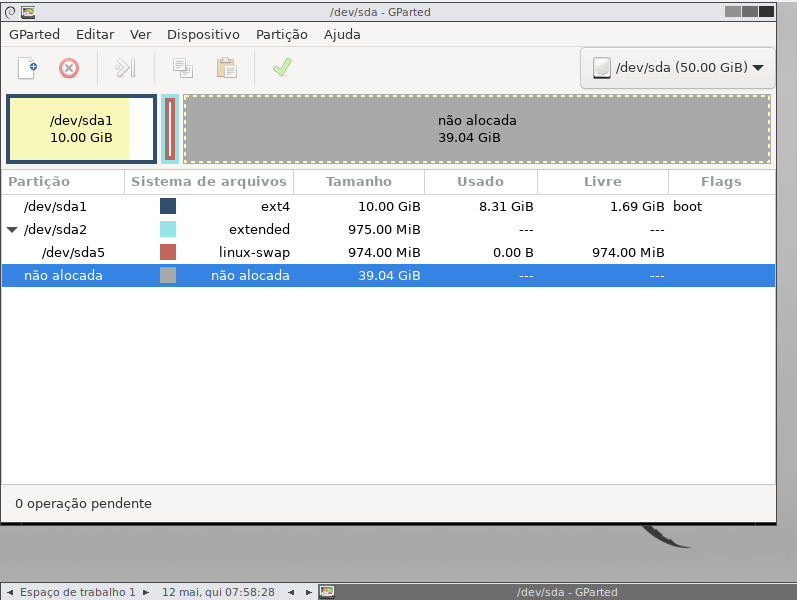 /dev/sda - GParted
GParted Editar Ver Dispositivo Partição Ajuda
/dev/sda (50.00 GiB)
/dev/sda1
10.00 GiB
não alocada
39.04 GiB
Partição Sistema de arquivos Tamanho Usado Livre Flags
/dev/sda1 ext4 10.00 GiB 8.31 GiB 1.69 GiB boot
/dev/sda2 extended 975.00 MiB --- ---
/dev/sda5 linux-swap 974.00 MiB 0.00 B 974.00 MiB
não alocada não alocada 39.04 GiB --- ---
0 operação pendente
Espaço de trabalho 1 12 mai, qui 07:58:28 /dev/sda - GParted